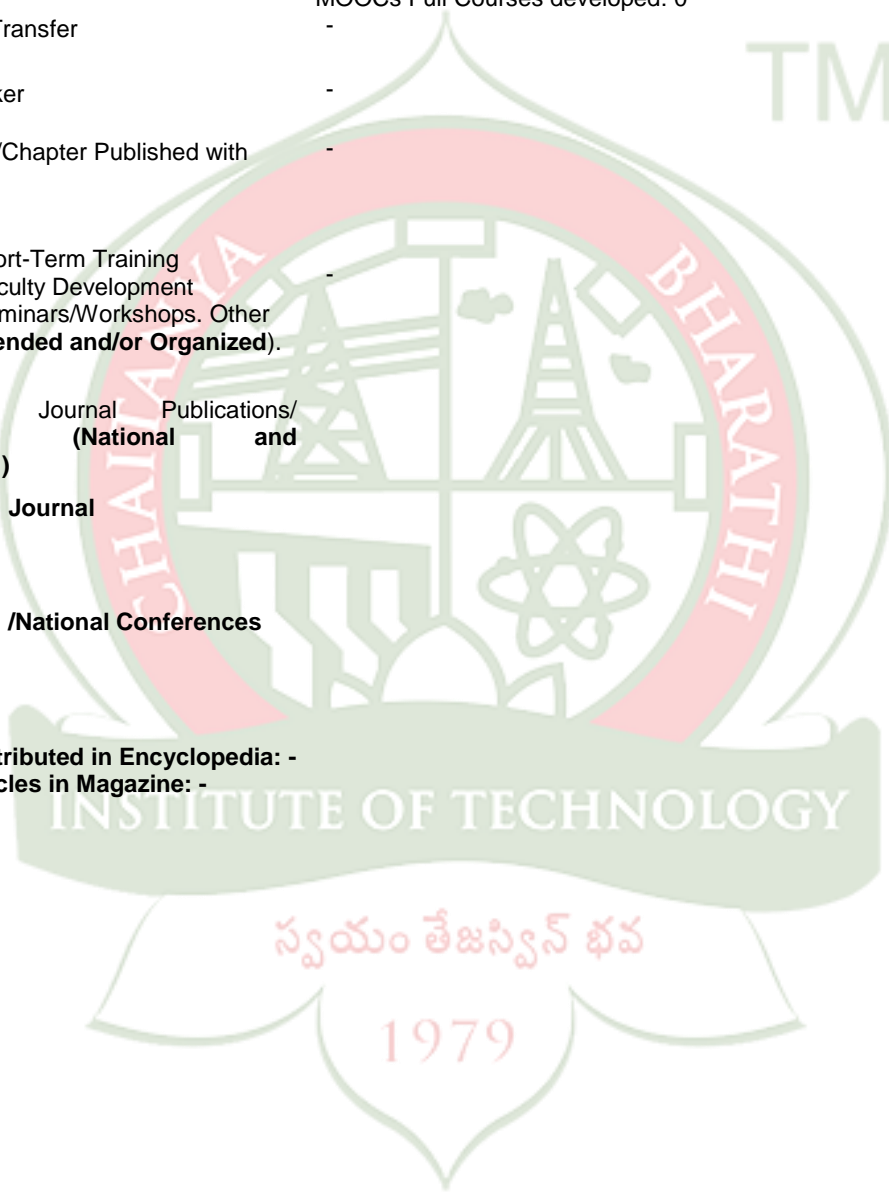 MOOCs Full Courses developed: 0
Transfer -
ker -
/Chapter Published with -
ort-Term Training
culty Development -
minars/Workshops. Other
ended and/or Organized).
Journal Publications/
(National and
)
Journal
/National Conferences
tributed in Encyclopedia: -
cles in Magazine: -
TM
CHAITANYA BHARATHI
INSTITUTE OF TECHNOLOGY
స్వయం తేజస్విన్ భవ
1979